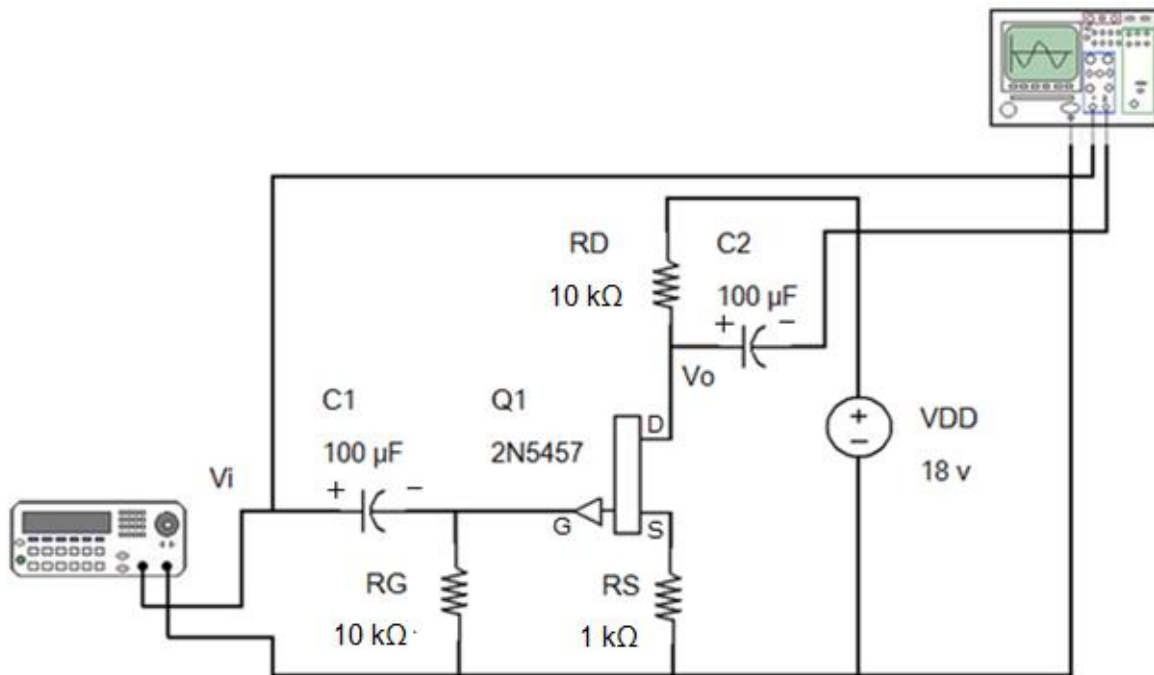 RD
10 kΩ
C2
100 µF
+ −
Vo
C1
100 µF
+ −
Q1
2N5457
D
G
S
Vi
+
−
VDD
18 v
RG
10 kΩ
RS
1 kΩ